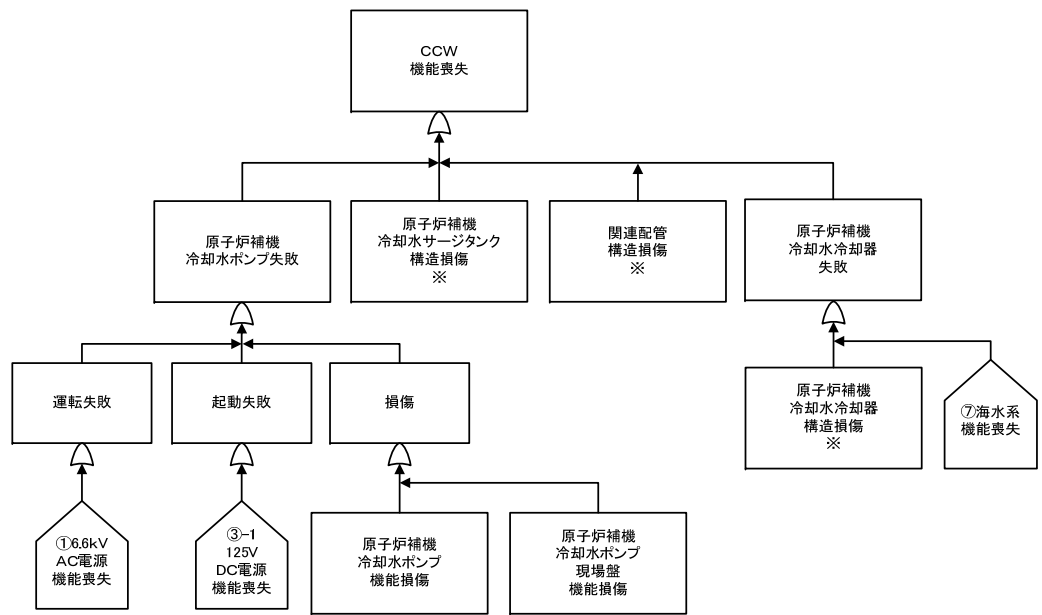 CCW
機能喪失
原子炉補機
冷却水ポンプ失敗
原子炉補機
冷却水サージタンク
構造損傷
※
関連配管
構造損傷
※
原子炉補機
冷却水冷却器
失敗
運転失敗
起動失敗
損傷
原子炉補機
冷却水冷却器
構造損傷
※
⑦海水系
機能喪失
①6.6kV
AC電源
機能喪失
③-1
125V
DC電源
機能喪失
原子炉補機
冷却水ポンプ
機能損傷
原子炉補機
冷却水ポンプ
現場盤
機能損傷